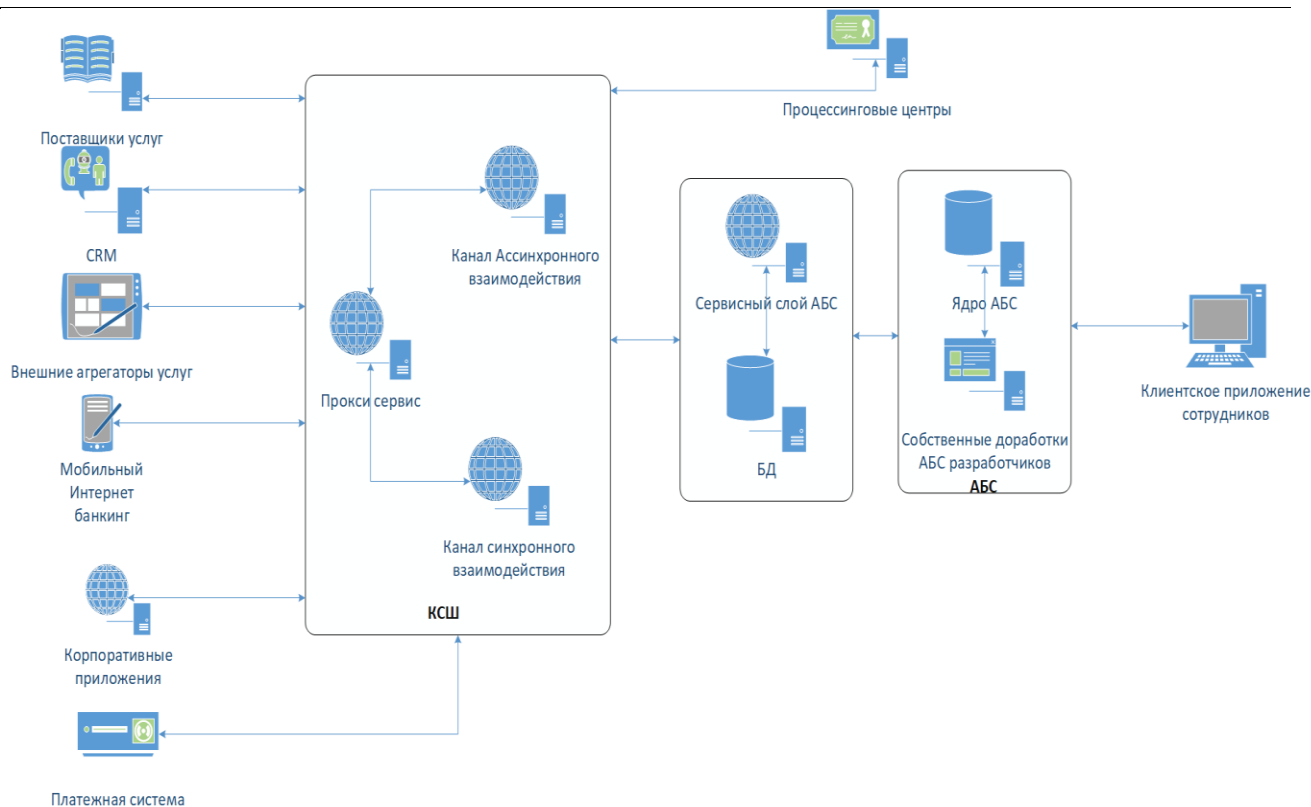 Поставщики услуг
CRM
Внешние агрегаторы услуг
Мобильный
Интернет
банкинг
Корпоративные
приложения
Платежная система
Прокси сервис
Канал Ассинхронного
взаимодействия
Канал синхронного
взаимодействия
КСШ
Процессинговые центры
Сервисный слой АБС
БД
Ядро АБС
Собственные доработки
АБС разработчиков
АБС
Клиентское приложение
сотрудников